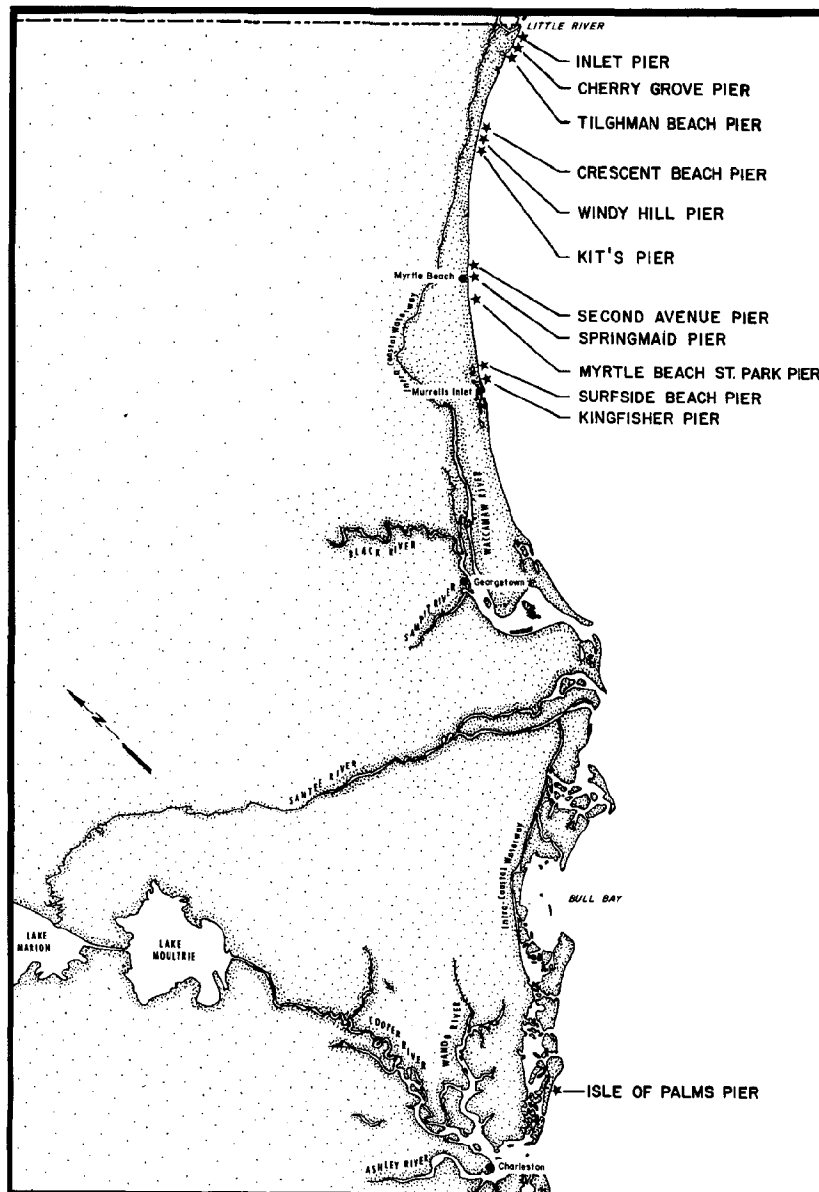 LITTLE RIVER
INLET PIER
CHERRY GROVE PIER
TILGHMAN BEACH PIER
CRESCENT BEACH PIER
WINDY HILL PIER
KIT'S PIER
Myrtle Beach
SECOND AVENUE PIER
SPRINGMAID PIER
Intra Coastal Waterway
MYRTLE BEACH ST. PARK PIER
Murrells Inlet
SURFSIDE BEACH PIER
KINGFISHER PIER
WACCAMAW RIVER
BLACK RIVER
Georgetown
SAMPIT RIVER
N
SANTEE RIVER
Intra Coastal Waterway
BULL BAY
LAKE
MARION
LAKE
MOULTRIE
COOPER RIVER
WANDO RIVER
ISLE OF PALMS PIER
ASHLEY RIVER
Charleston